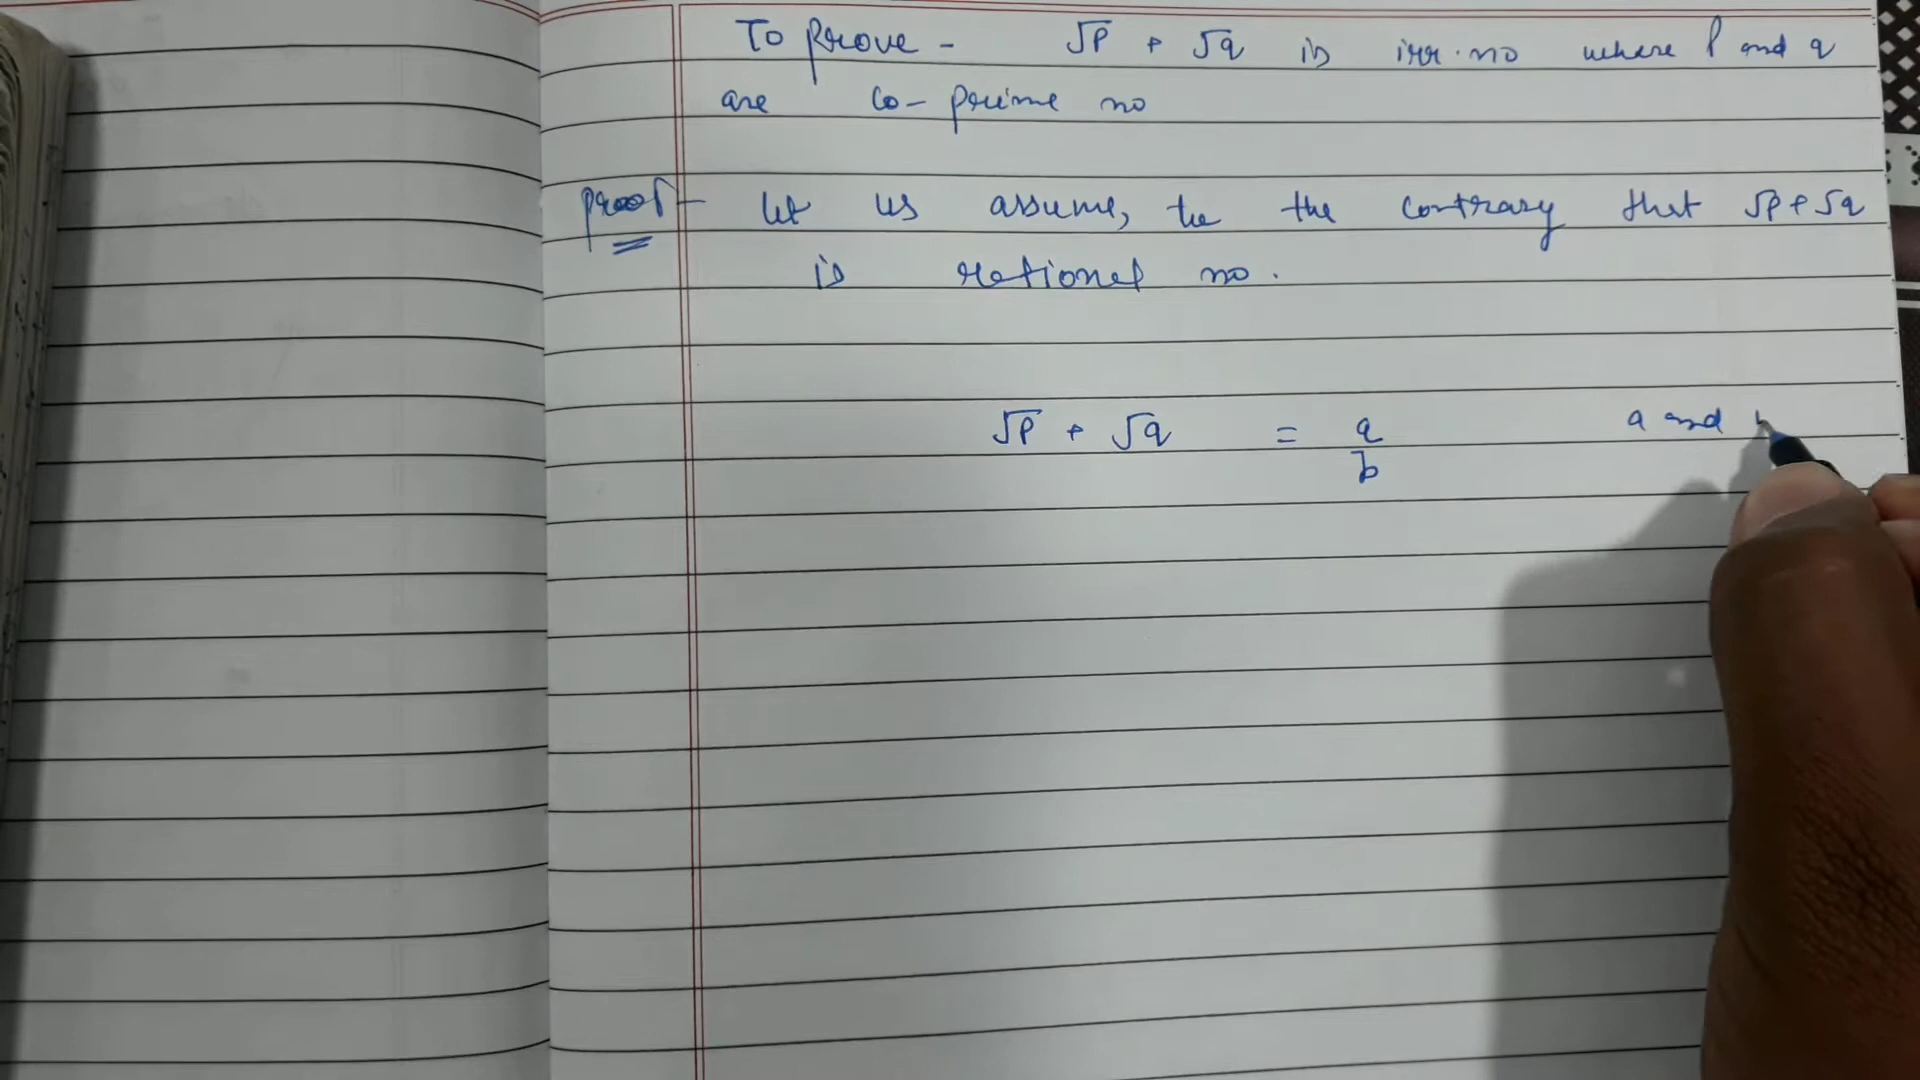 To prove - √p + √q is irr. no where p and q
are co-prime no
proof - let us assume, to the contrary that √p + √q
is rational no.
√p + √q = a/b a and b